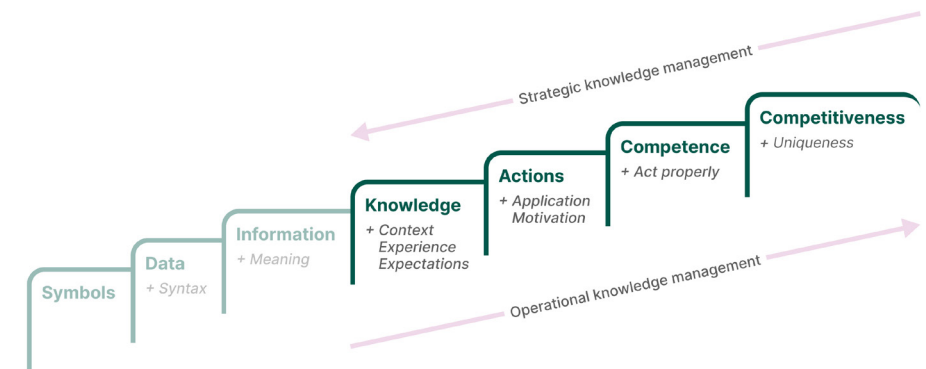 Strategic knowledge management
Competitiveness
+ Uniqueness
Competence
+ Act properly
Actions
+ Application
Motivation
Knowledge
+ Context
Experience
Expectations
Information
+ Meaning
Data
+ Syntax
Symbols
Operational knowledge management